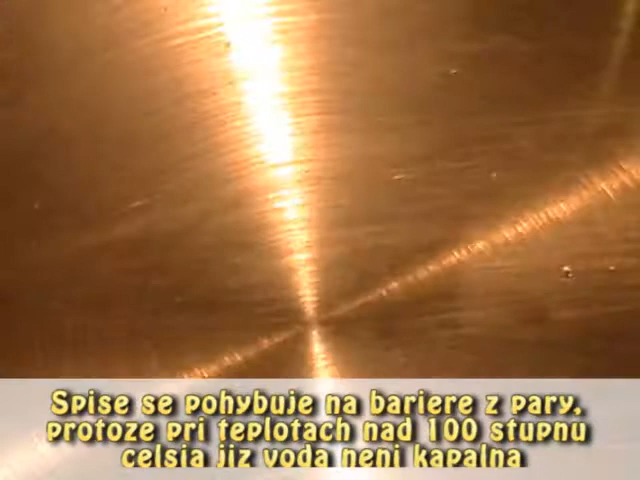 Spise se pohybuje na bariere z pary,
protoze pri teplotach nad 100 stupnu
celsia jiz voda neni kapalna